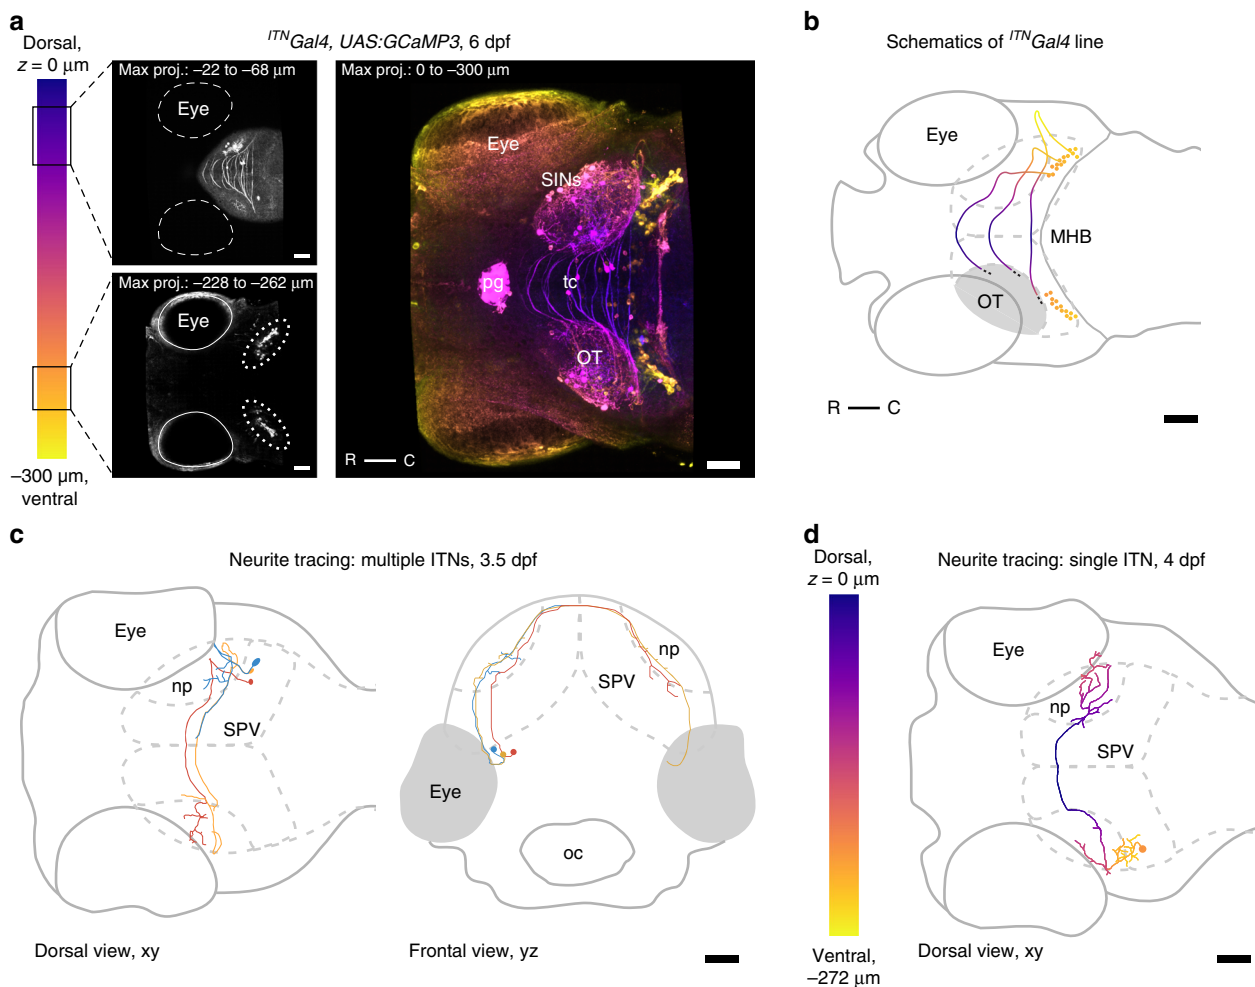 a
Dorsal,
z = 0 μm
–300 μm,
ventral
ITNGal4, UAS:GCaMP3, 6 dpf
Max proj.: –22 to –68 μm
Eye
Max proj.: –228 to –262 μm
Eye
Max proj.: 0 to –300 μm
Eye
SINs
pg
tc
OT
R
C
b
Schematics of ITNGal4 line
Eye
MHB
OT
R
C
c
Neurite tracing: multiple ITNs, 3.5 dpf
Eye
np
SPV
Dorsal view, xy
np
SPV
Eye
oc
Frontal view, yz
d
Dorsal,
z = 0 μm
Ventral,
–272 μm
Neurite tracing: single ITN, 4 dpf
Eye
np
SPV
Dorsal view, xy